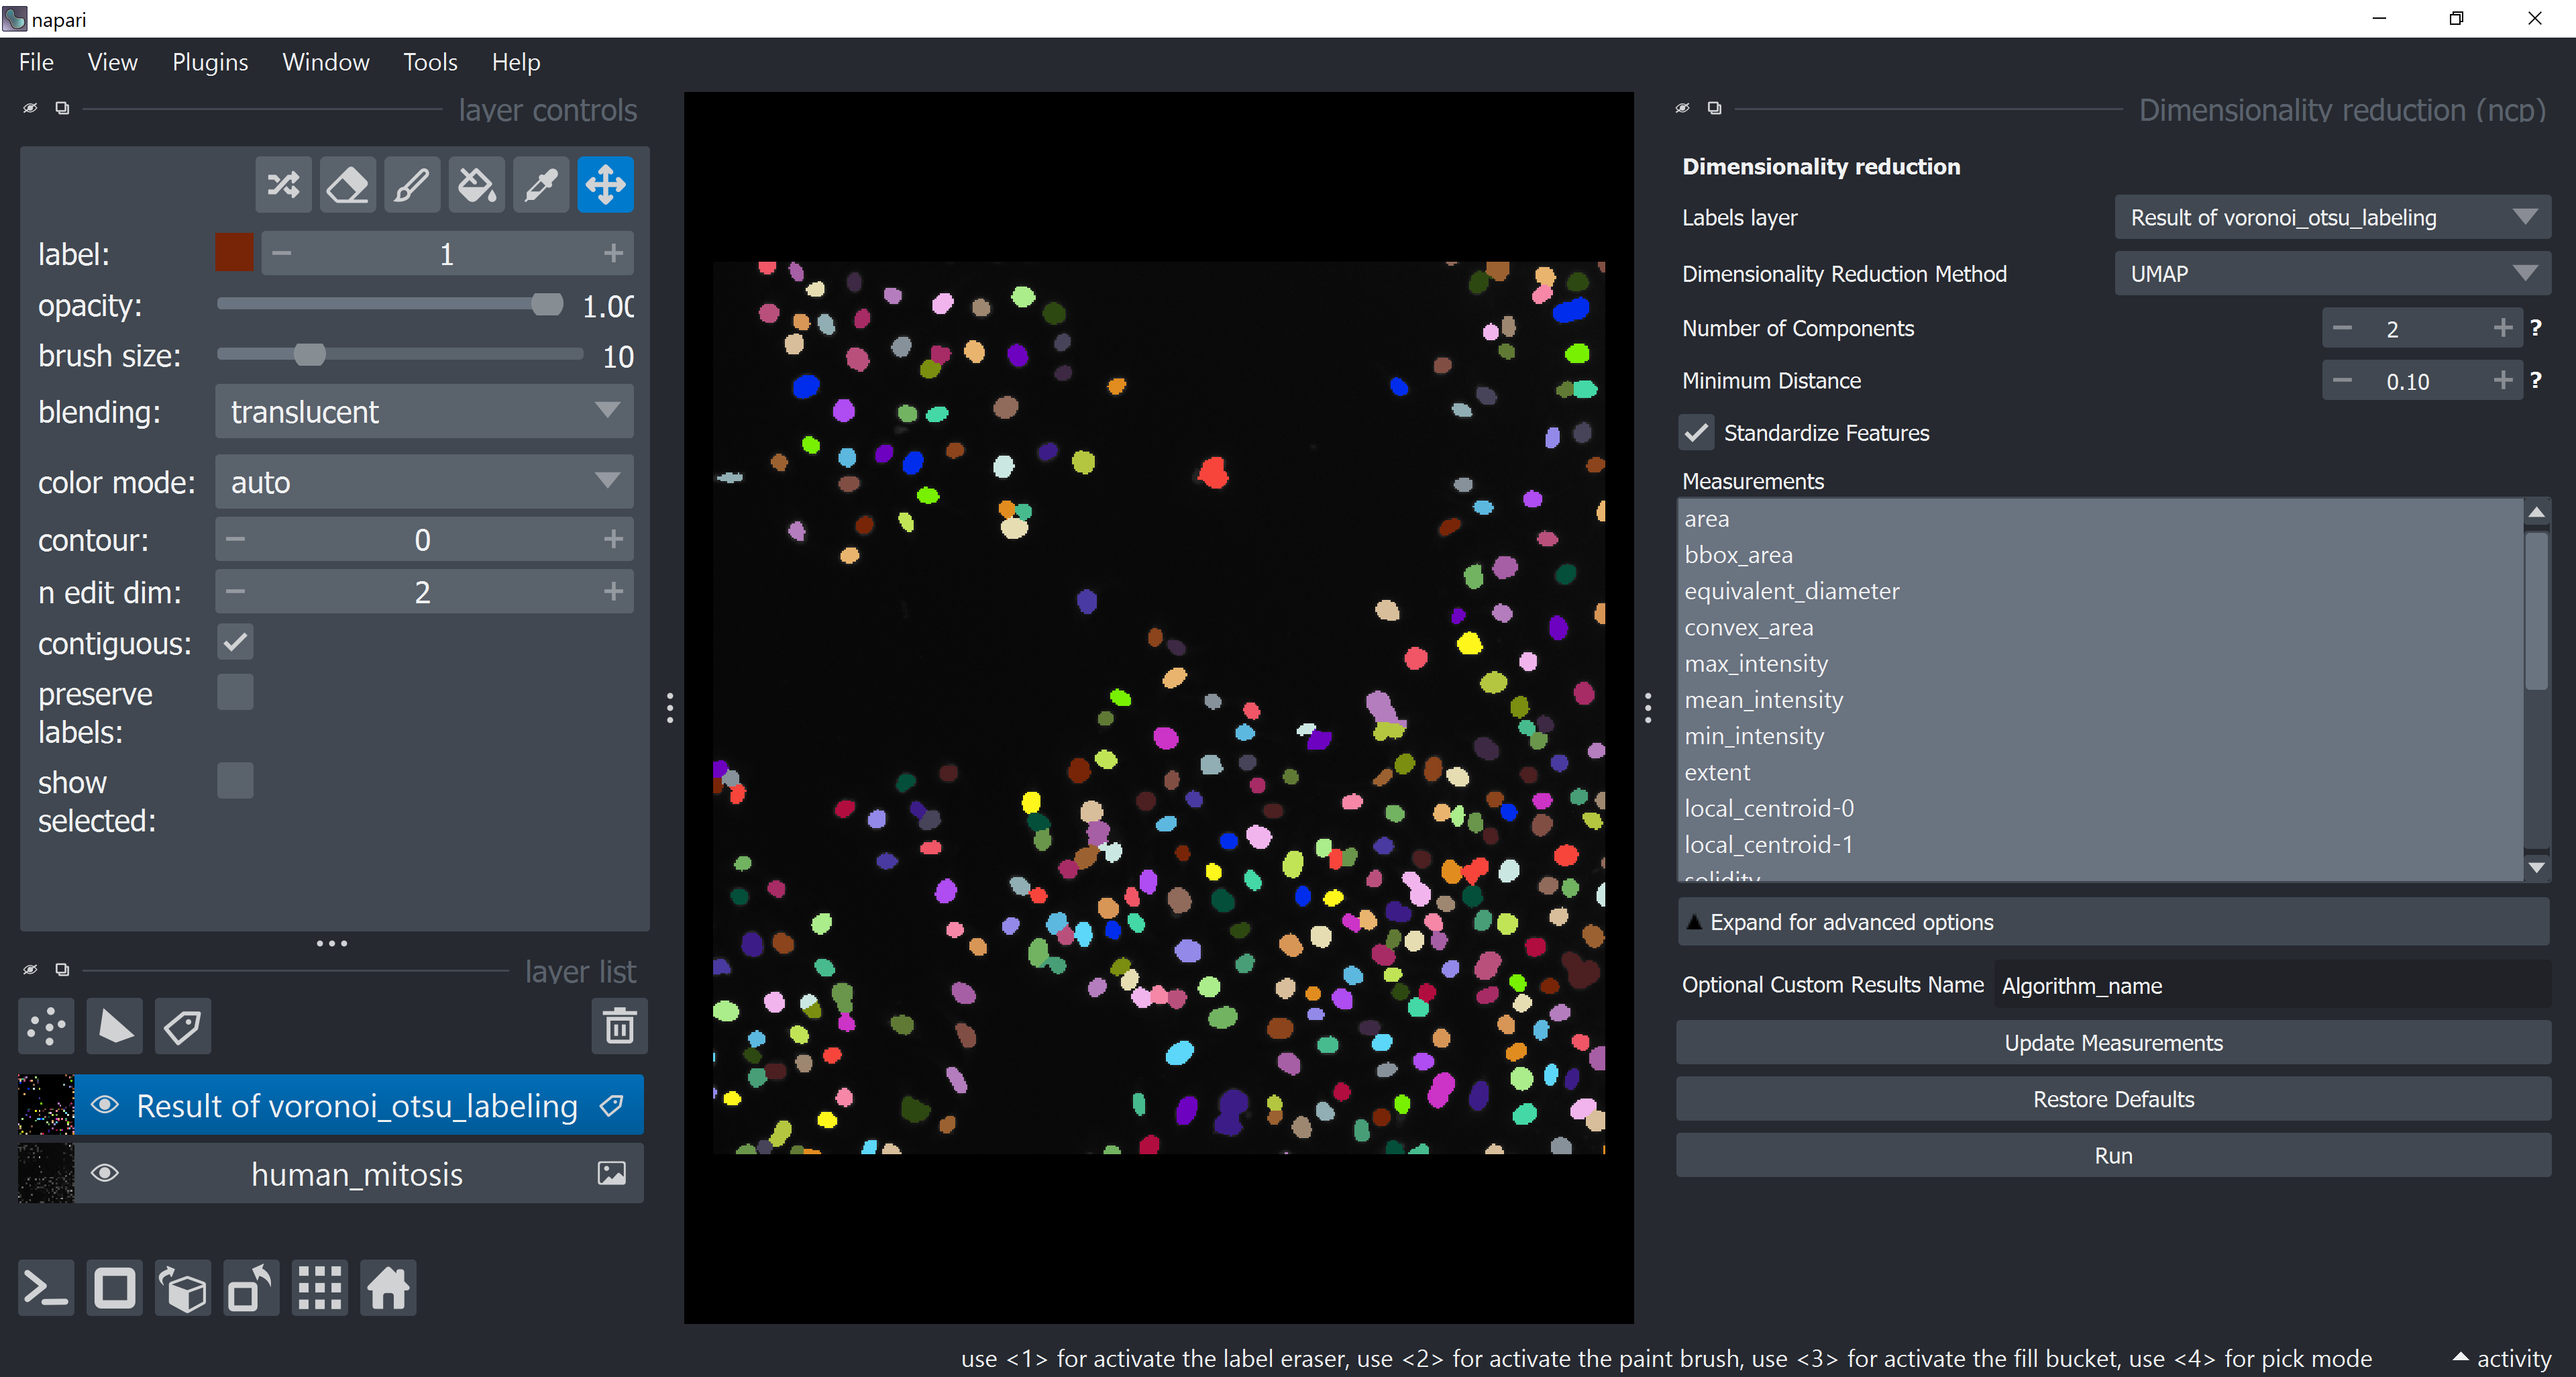 napari
File View Plugins Window Tools Help
layer controls
label: 1
opacity: 1.00
brush size: 10
blending: translucent
color mode: auto
contour: 0
n edit dim: 2
contiguous:
preserve
labels:
show
selected:
layer list
Result of voronoi_otsu_labeling
human_mitosis
Dimensionality reduction (ncp)
Dimensionality reduction
Labels layer Result of voronoi_otsu_labeling
Dimensionality Reduction Method UMAP
Number of Components 2 ?
Minimum Distance 0.10 ?
Standardize Features
Measurements
area
bbox_area
equivalent_diameter
convex_area
max_intensity
mean_intensity
min_intensity
extent
local_centroid-0
local_centroid-1
solidity
Expand for advanced options
Optional Custom Results Name Algorithm_name
Update Measurements
Restore Defaults
Run
use <1> for activate the label eraser, use <2> for activate the paint brush, use <3> for activate the fill bucket, use <4> for pick mode
activity